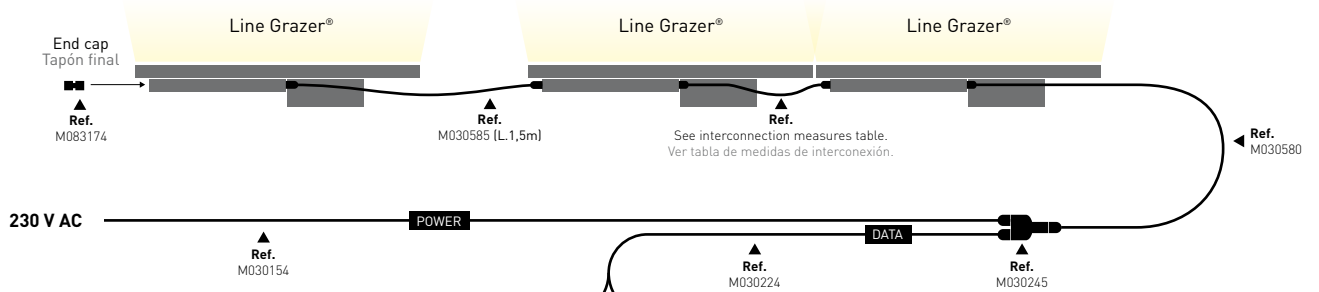 Line Grazer®
Line Grazer®
Line Grazer®
End cap
Tapón final
Ref.
M083174
Ref.
M030585 (L.1,5m)
Ref.
See interconnection measures table.
Ver tabla de medidas de interconexión.
Ref.
M030580
230 V AC
POWER
DATA
Ref.
M030154
Ref.
M030224
Ref.
M030245